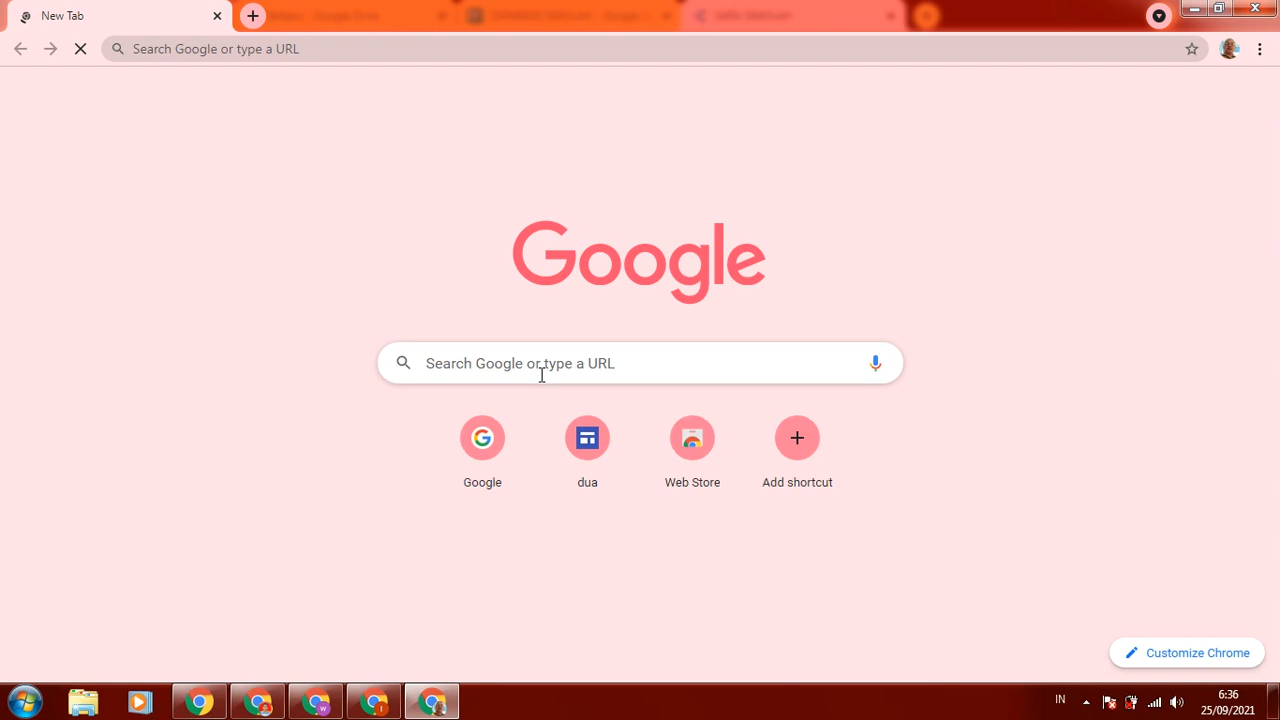 New Tab
Search Google or type a URL
Google
Search Google or type a URL
Google
dua
Web Store
Add shortcut
Customize Chrome
IN
6:36
25/09/2021